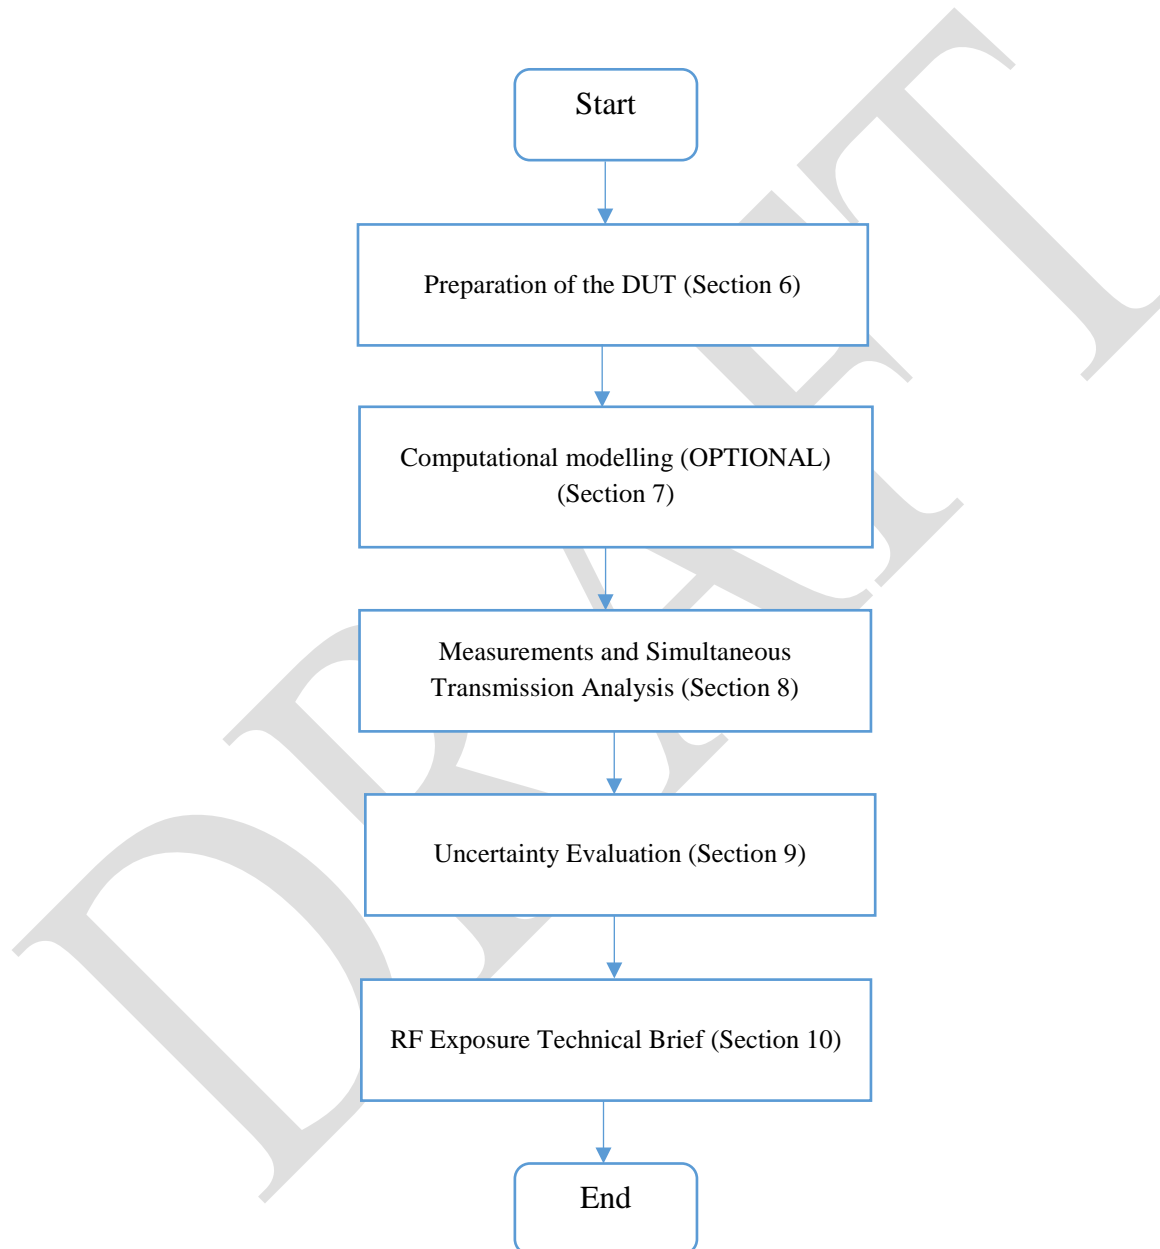 Start
Preparation of the DUT (Section 6)
Computational modelling (OPTIONAL)
(Section 7)
Measurements and Simultaneous
Transmission Analysis (Section 8)
Uncertainty Evaluation (Section 9)
RF Exposure Technical Brief (Section 10)
End
DRAFT